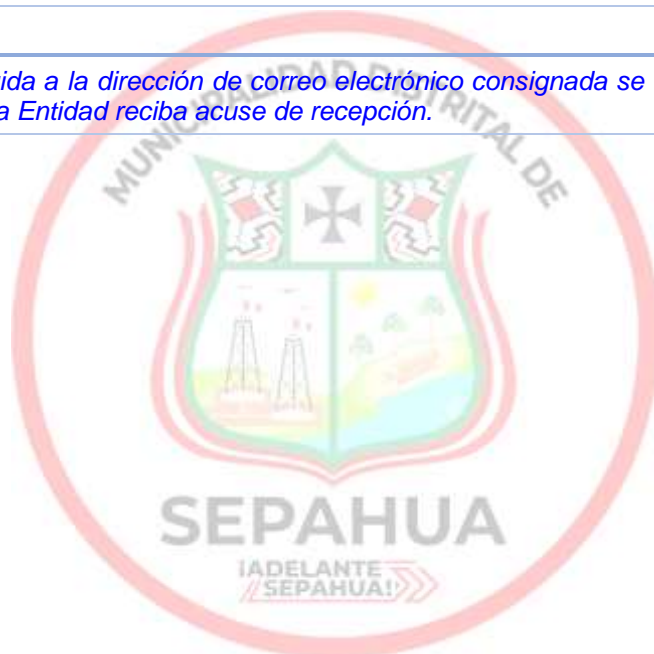 ida a la dirección de correo electrónico consignada se
a Entidad reciba acuse de recepción.
MUNICIPALIDAD DISTRITAL DE
SEPAHUA
¡ADELANTE
SEPAHUA!